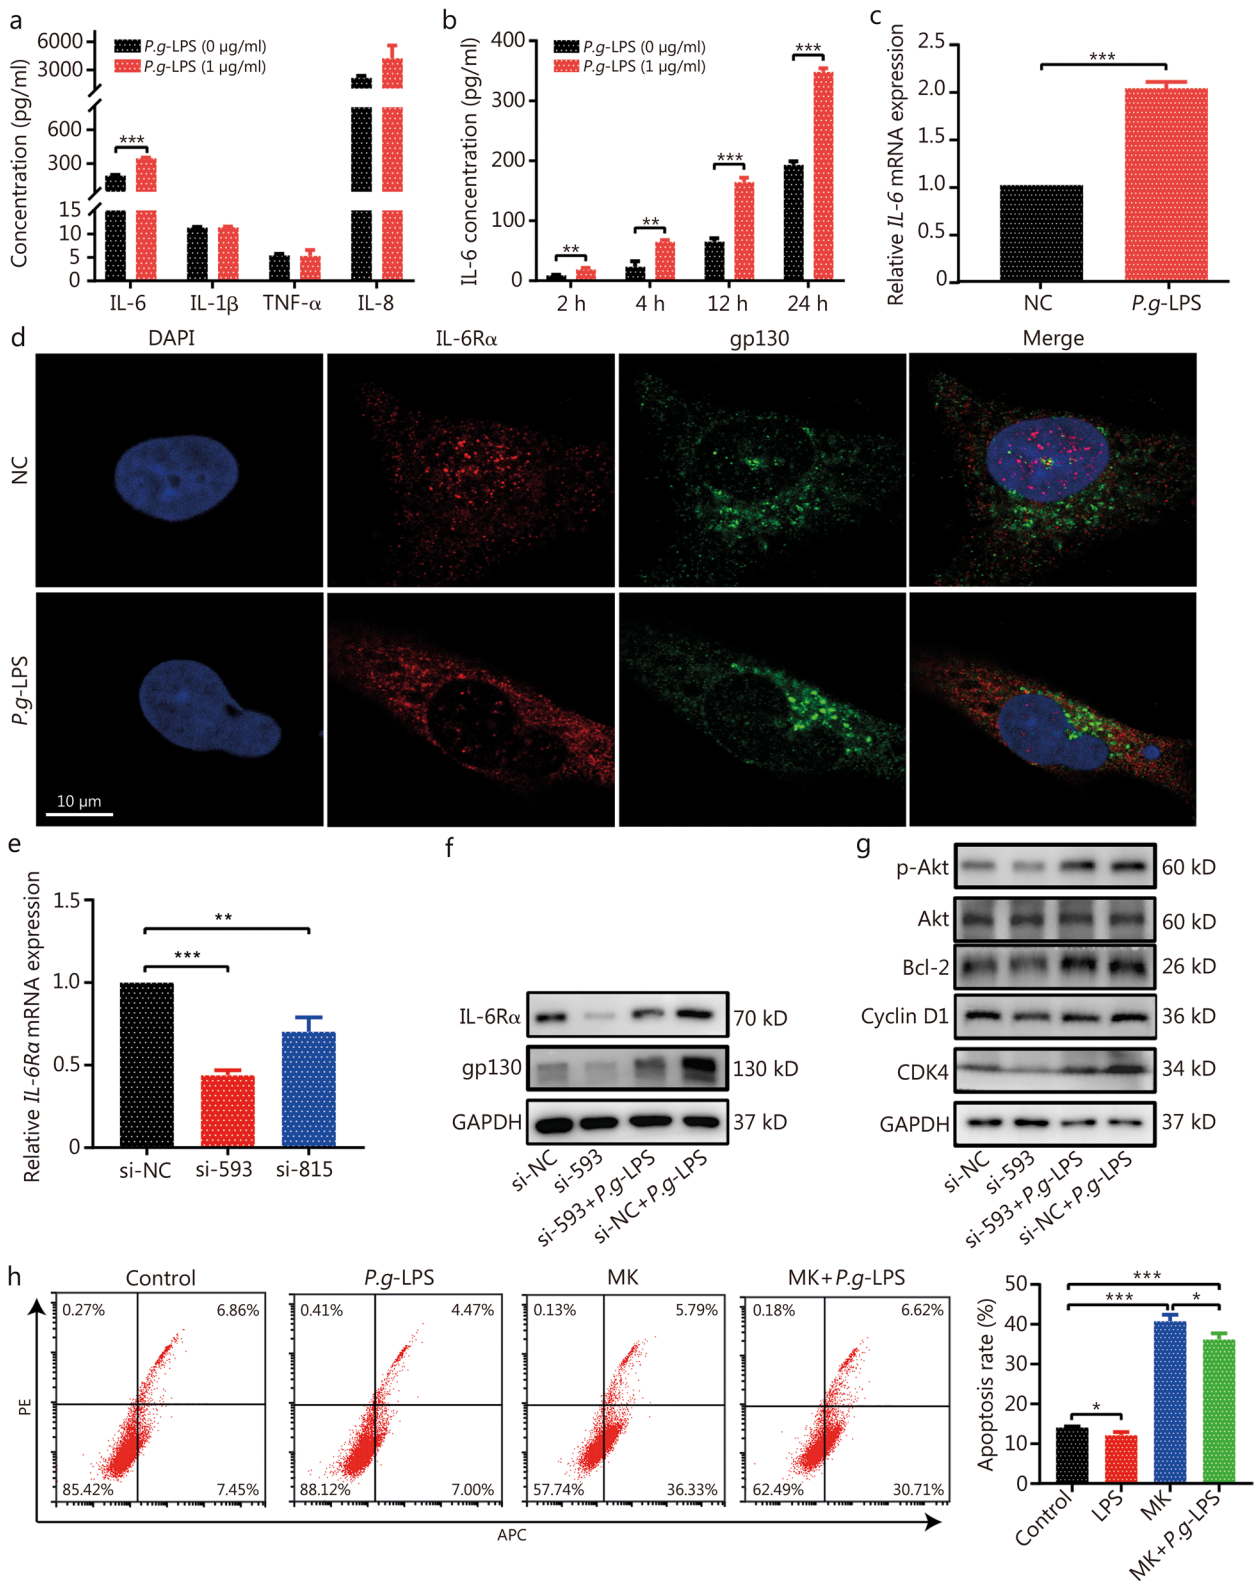 a
Concentration (pg/ml)
6000
3000
600
300
15
10
5
0
P.g-LPS (0 μg/ml)
P.g-LPS (1 μg/ml)
***
IL-6
IL-1β
TNF-α
IL-8
b
IL-6 concentration (pg/ml)
400
300
200
100
0
P.g-LPS (0 μg/ml)
P.g-LPS (1 μg/ml)
**
**
***
***
2 h
4 h
12 h
24 h
c
Relative IL-6 mRNA expression
2.5
2.0
1.5
1.0
0.5
0
***
NC
P.g-LPS
d
DAPI
IL-6Rα
gp130
Merge
NC
P.g-LPS
10 μm
e
Relative IL-6Rα mRNA expression
1.5
1.0
0.5
0
**
***
si-NC
si-593
si-815
f
IL-6Rα
70 kD
gp130
130 kD
GAPDH
37 kD
si-NC
si-593
si-593+P.g-LPS
si-NC+P.g-LPS
g
p-Akt
60 kD
Akt
60 kD
Bcl-2
26 kD
Cyclin D1
36 kD
CDK4
34 kD
GAPDH
37 kD
si-NC
si-593
si-593+P.g-LPS
si-NC+P.g-LPS
h
Control
0.27%
6.86%
85.42%
7.45%
P.g-LPS
0.41%
4.47%
88.12%
7.00%
MK
0.13%
5.79%
57.74%
36.33%
MK+P.g-LPS
0.18%
6.62%
62.49%
30.71%
PE
APC
Apoptosis rate (%)
50
40
30
20
10
0
***
***
*
*
Control
LPS
MK
MK+P.g-LPS